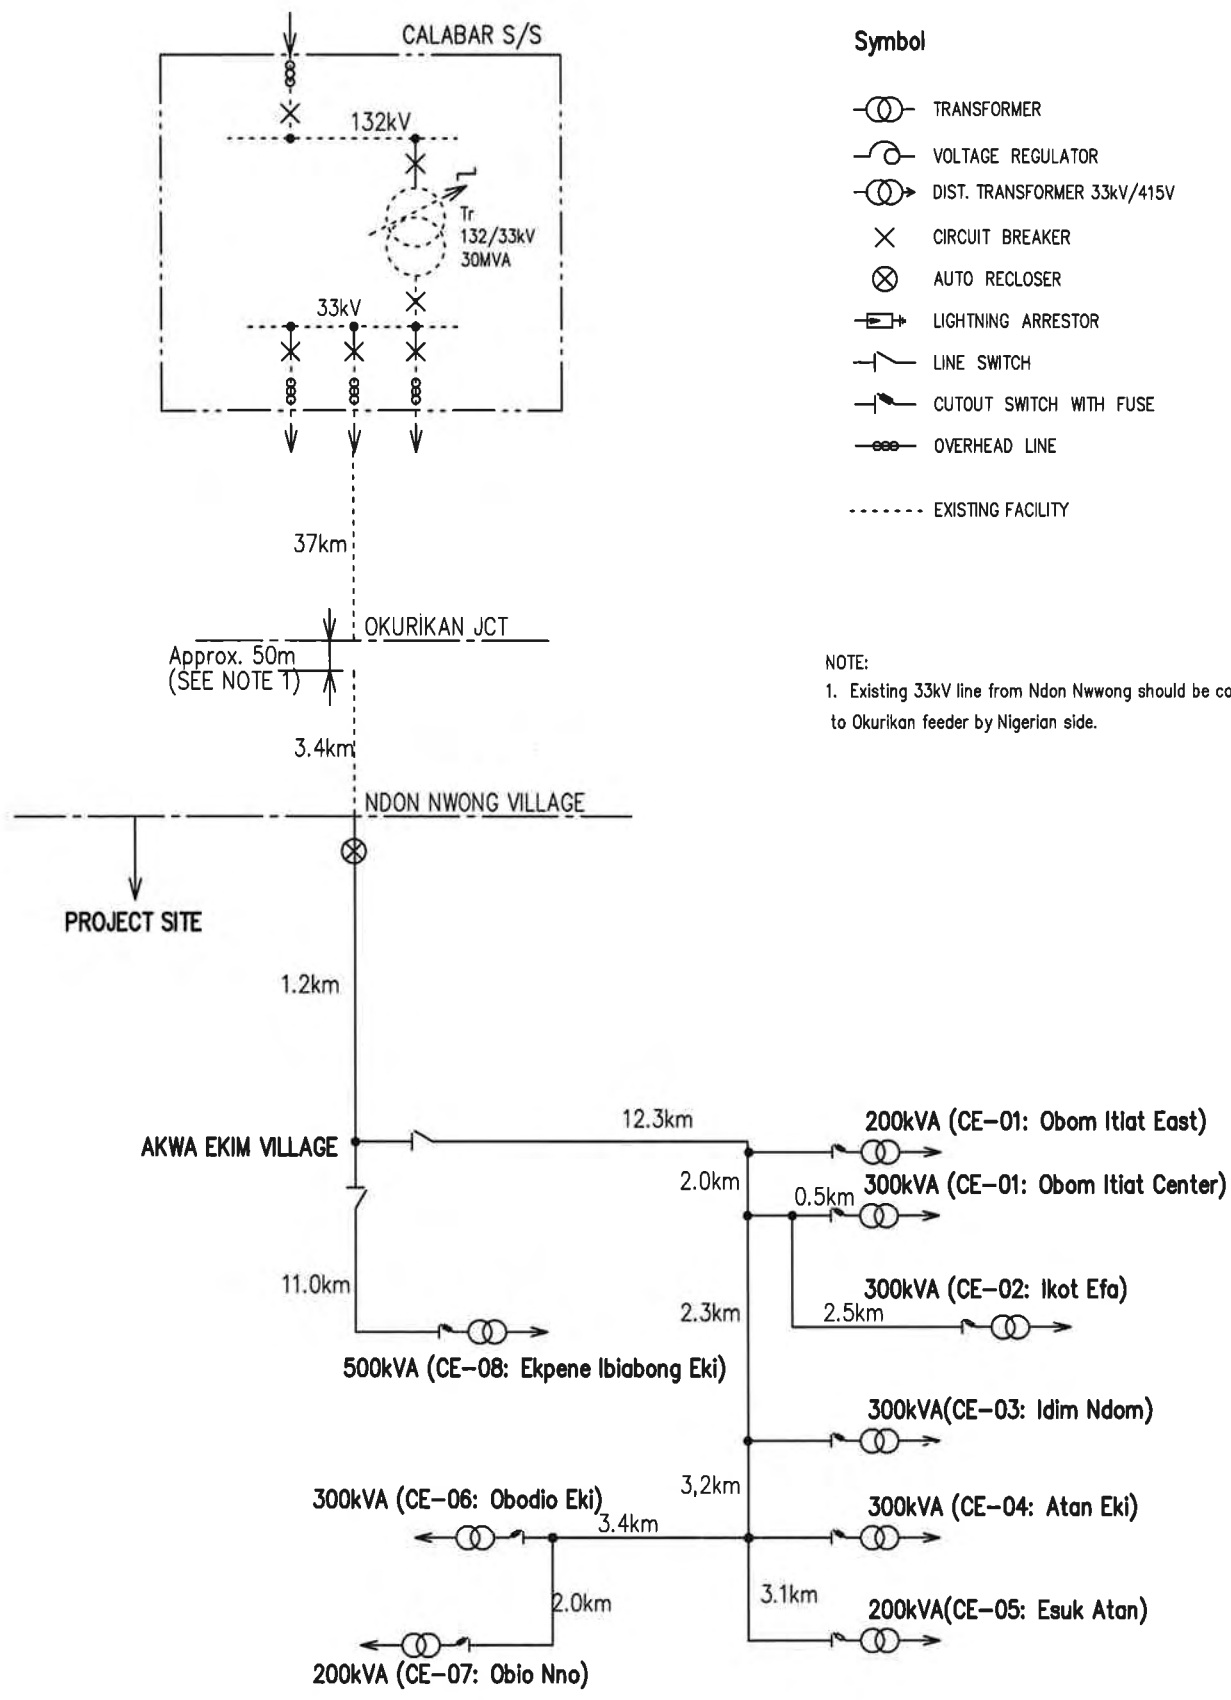 CALABAR S/S
132kV
Tr
132/33kV
30MVA
33kV
37km
OKURIKAN JCT
Approx. 50m
(SEE NOTE 1)
3.4km
NDON NWONG VILLAGE
PROJECT SITE
1.2km
AKWA EKIM VILLAGE
12.3km
200kVA (CE-01: Obom Itiat East)
2.0km
0.5km
300kVA (CE-01: Obom Itiat Center)
11.0km
2.3km
300kVA (CE-02: Ikot Efa)
2.5km
500kVA (CE-08: Ekpene Ibiabong Eki)
300kVA(CE-03: Idim Ndom)
3,2km
300kVA (CE-06: Obodio Eki)
3.4km
300kVA (CE-04: Atan Eki)
2.0km
3.1km
200kVA(CE-05: Esuk Atan)
200kVA (CE-07: Obio Nno)
Symbol
TRANSFORMER
VOLTAGE REGULATOR
DIST. TRANSFORMER 33kV/415V
CIRCUIT BREAKER
AUTO RECLOSER
LIGHTNING ARRESTOR
LINE SWITCH
CUTOUT SWITCH WITH FUSE
OVERHEAD LINE
EXISTING FACILITY
NOTE:
1. Existing 33kV line from Ndon Nwwong should be co
to Okurikan feeder by Nigerian side.